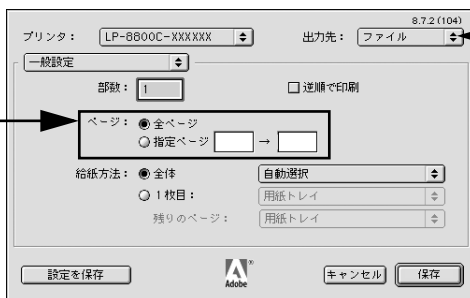 8.7.2 (104)
プリンタ： LP-8800C-XXXXXX 出力先： ファイル
一般設定
部数： 1 逆順で印刷
ページ： 全ページ
指定ページ →
給紙方法： 全体 自動選択
1 枚目： 用紙トレイ
残りのページ： 用紙トレイ
設定を保存 Adobe ® キャンセル 保存